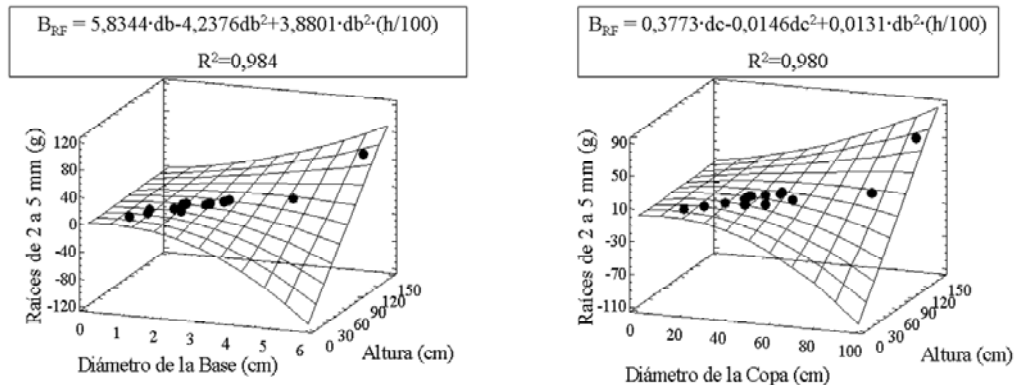 B_RF = 5,8344·db-4,2376db²+3,8801·db²·(h/100)
R²=0,984
Raíces de 2 a 5 mm (g)
120
80
40
0
-40
-80
-120
0 1 2 3 4 5 6
Diámetro de la Base (cm)
0 30 60 90 120 150
Altura (cm)
B_RF = 0,3773·dc-0,0146dc²+0,0131·db²·(h/100)
R²=0,980
Raíces de 2 a 5 mm (g)
90
50
10
-30
-70
-110
0 20 40 60 80 100
Diámetro de la Copa (cm)
0 30 60 90 120 150
Altura (cm)